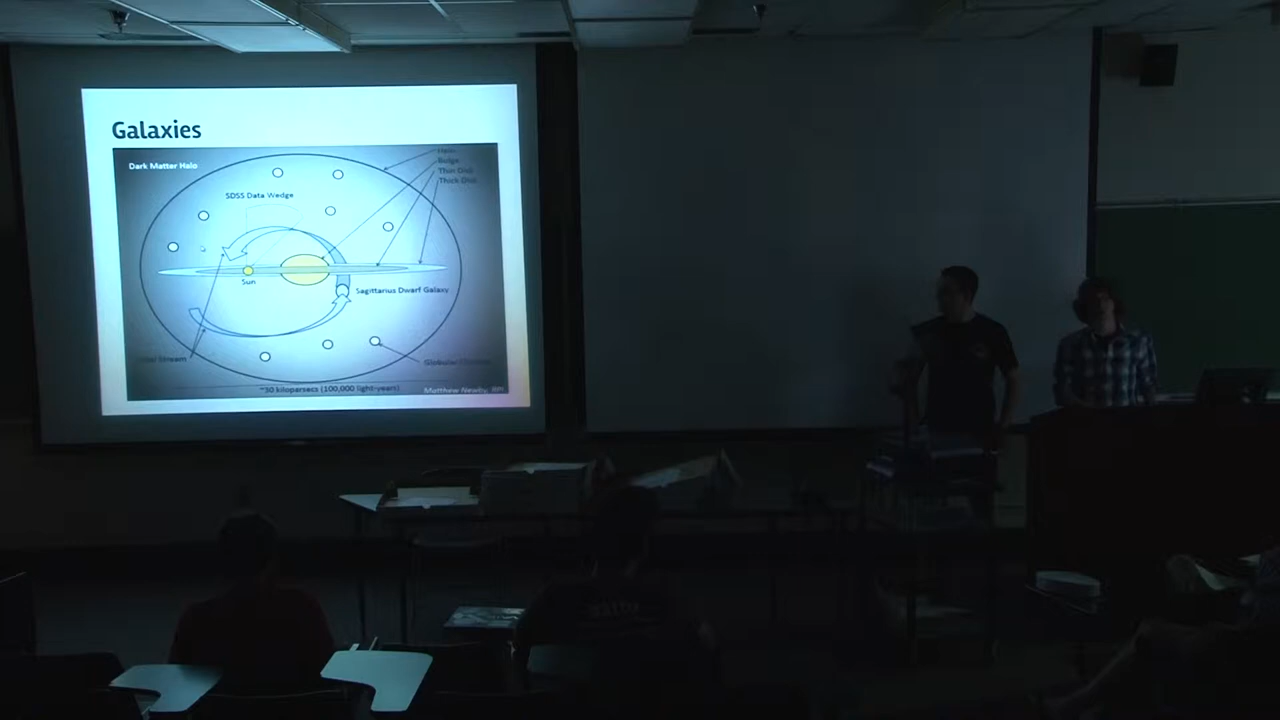 Galaxies
Dark Matter Halo
Bulge
Thin Disk
Thick Disk
SDSS Data Wedge
Sun
Sagittarius Dwarf Galaxy
Stream
Globular
~30 kiloparsecs (100,000 light-years)
Matthew Newby, RPI